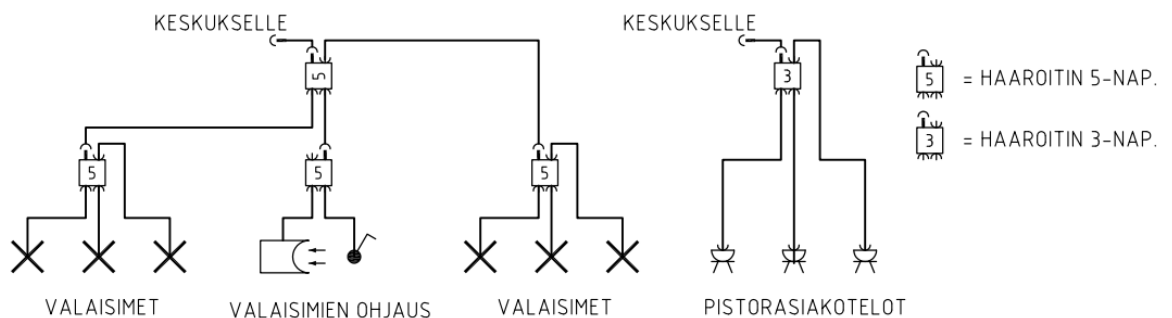 KESKUKSELLE
KESKUKSELLE
5
3
5 = HAAROITIN 5-NAP.
3 = HAAROITIN 3-NAP.
5
5
5
VALAISIMET
VALAISIMIEN OHJAUS
VALAISIMET
PISTORASIAKOTELOT